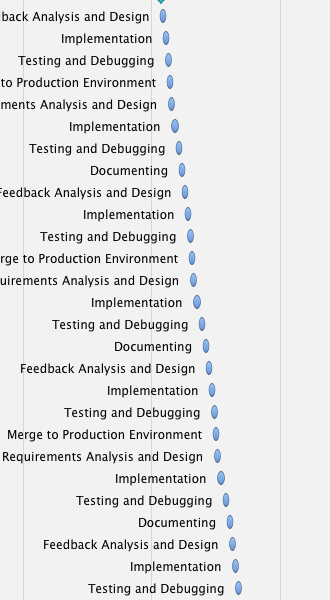 back Analysis and Design
Implementation
Testing and Debugging
to Production Environment
ments Analysis and Design
Implementation
Testing and Debugging
Documenting
Feedback Analysis and Design
Implementation
Testing and Debugging
rge to Production Environment
uirements Analysis and Design
Implementation
Testing and Debugging
Documenting
Feedback Analysis and Design
Implementation
Testing and Debugging
Merge to Production Environment
Requirements Analysis and Design
Implementation
Testing and Debugging
Documenting
Feedback Analysis and Design
Implementation
Testing and Debugging